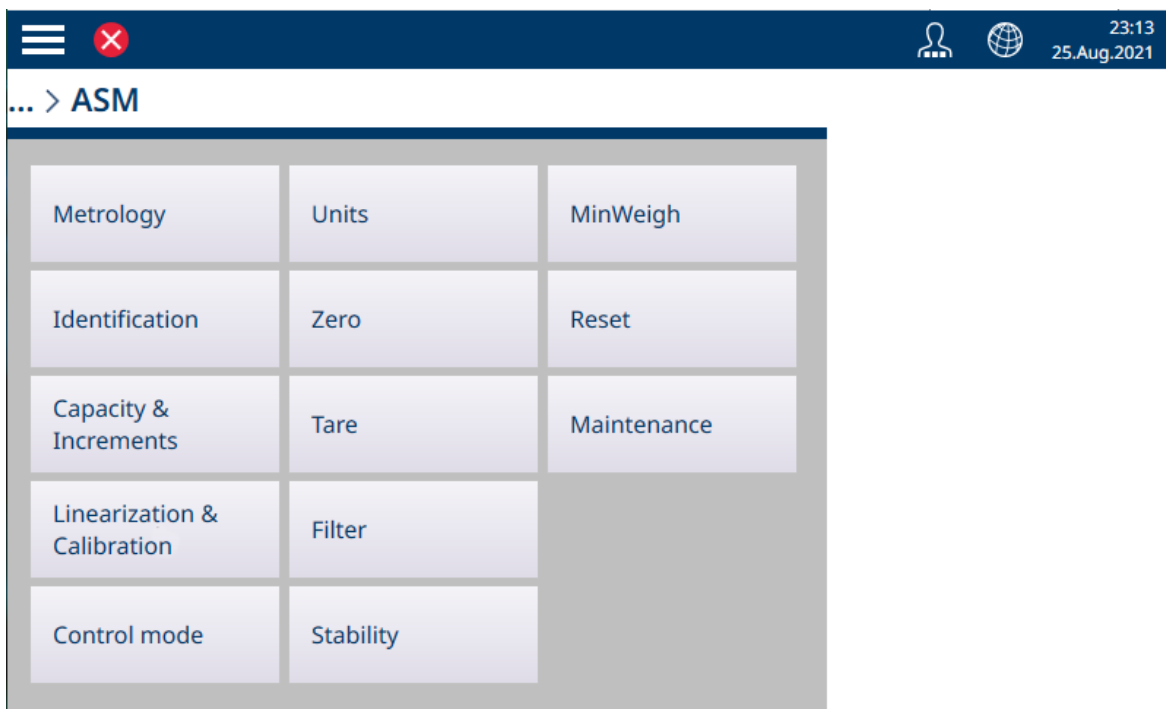 23:13
25.Aug.2021
... > ASM
Metrology
Units
MinWeigh
Identification
Zero
Reset
Capacity &
Increments
Tare
Maintenance
Linearization &
Calibration
Filter
Control mode
Stability